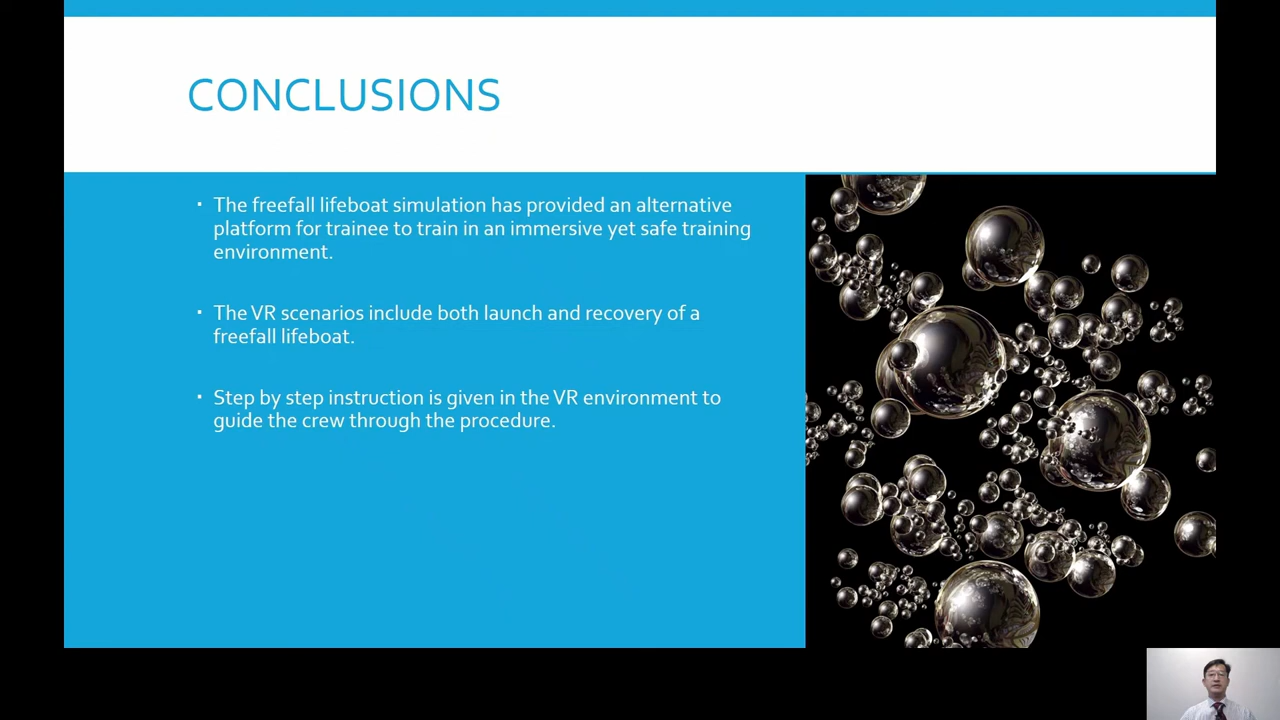 CONCLUSIONS
▪ The freefall lifeboat simulation has provided an alternative
platform for trainee to train in an immersive yet safe training
environment.
▪ The VR scenarios include both launch and recovery of a
freefall lifeboat.
▪ Step by step instruction is given in the VR environment to
guide the crew through the procedure.